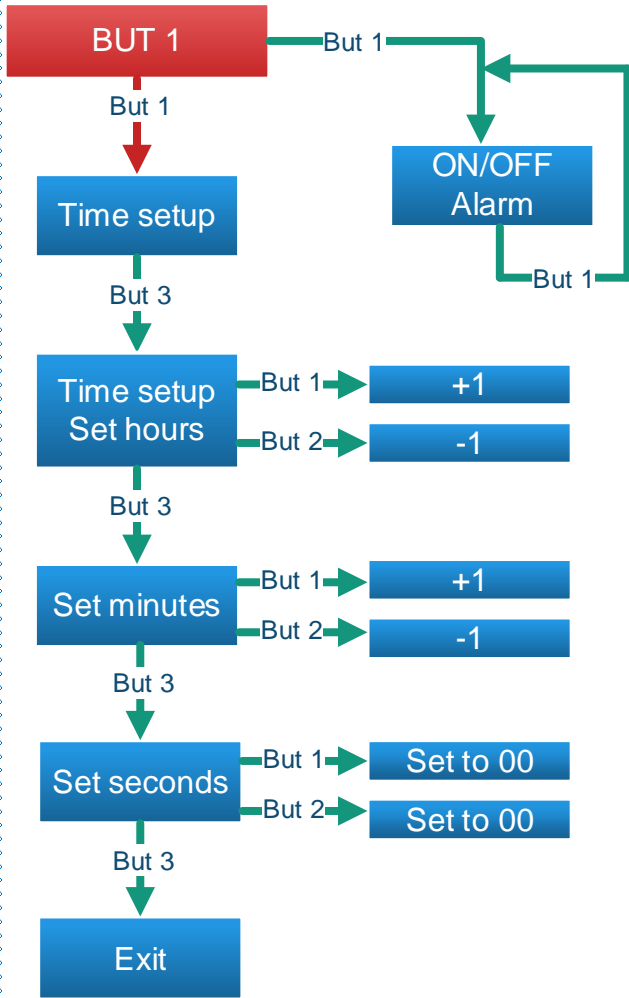 BUT 1
But 1
But 1
ON/OFF
Alarm
But 1
Time setup
But 3
Time setup
Set hours
But 1
+1
But 2
-1
But 3
Set minutes
But 1
+1
But 2
-1
But 3
Set seconds
But 1
Set to 00
But 2
Set to 00
But 3
Exit